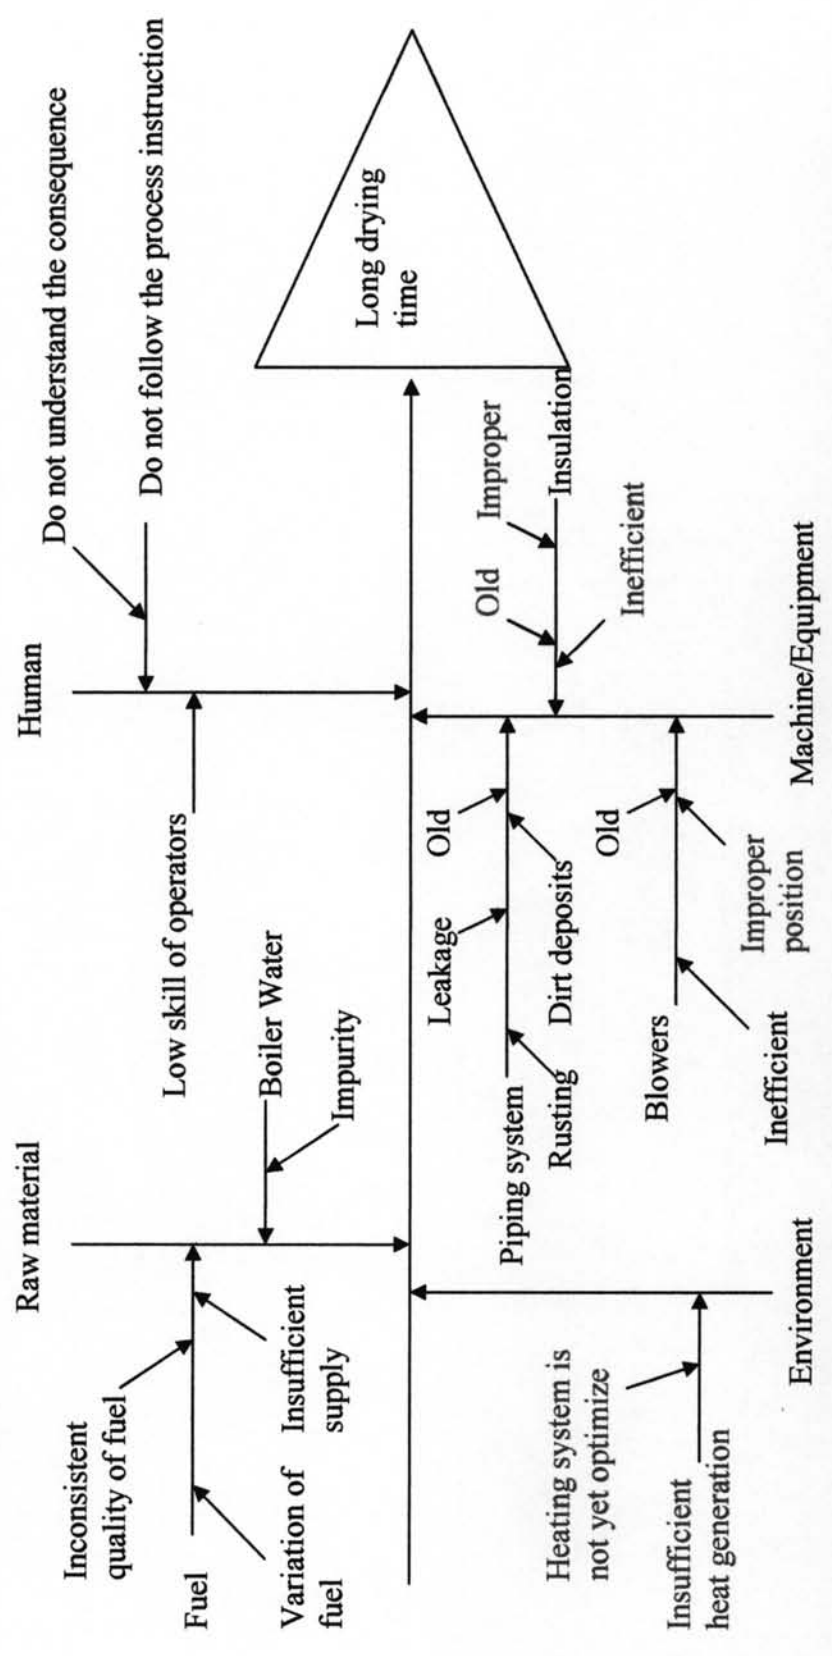 Raw material
Human
Inconsistent
quality of fuel
Fuel
Variation of
fuel
Insufficient
supply
Boiler Water
Impurity
Do not understand the consequence
Do not follow the process instruction
Low skill of operators
Long drying
time
Heating system is
not yet optimize
Insufficient
heat generation
Environment
Piping system
Leakage
Old
Rusting
Dirt deposits
Blowers
Old
Inefficient
Improper
position
Old
Improper
Insulation
Inefficient
Machine/Equipment